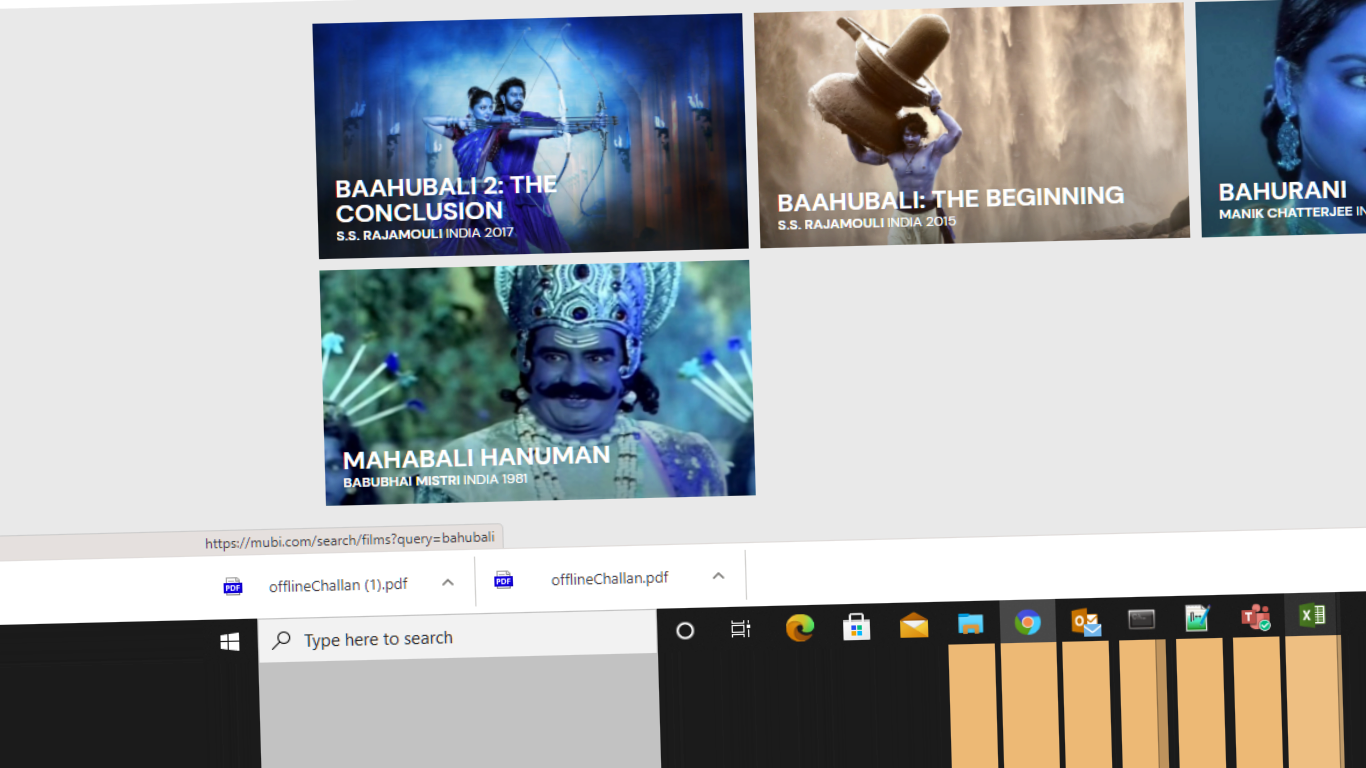 BAAHUBALI 2: THE
CONCLUSION
S.S. RAJAMOULI INDIA 2017
BAAHUBALI: THE BEGINNING
S.S. RAJAMOULI INDIA 2015
BAHURANI
MANIK CHATTERJEE
MAHABALI HANUMAN
BABUBHAI MISTRI INDIA 1981
https://mubi.com/search/films?query=bahubali
PDF
offlineChallan (1).pdf
PDF
offlineChallan.pdf
Type here to search